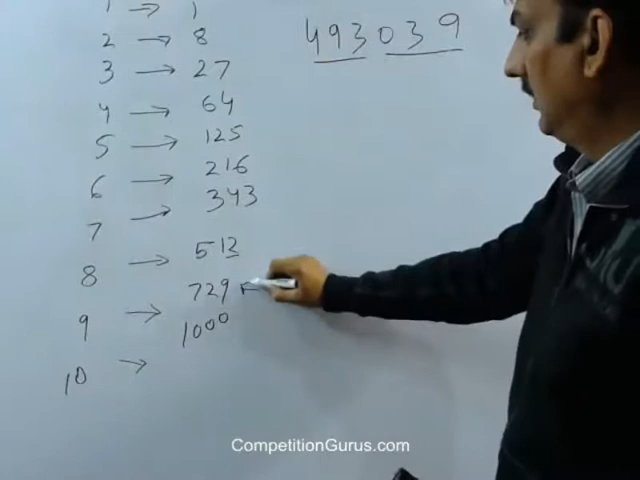 1 → 1
2 → 8
3 → 27
4 → 64
5 → 125
6 → 216
7 → 343
8 → 513
9 → 729
10 → 1000
493039
CompetitionGurus.com